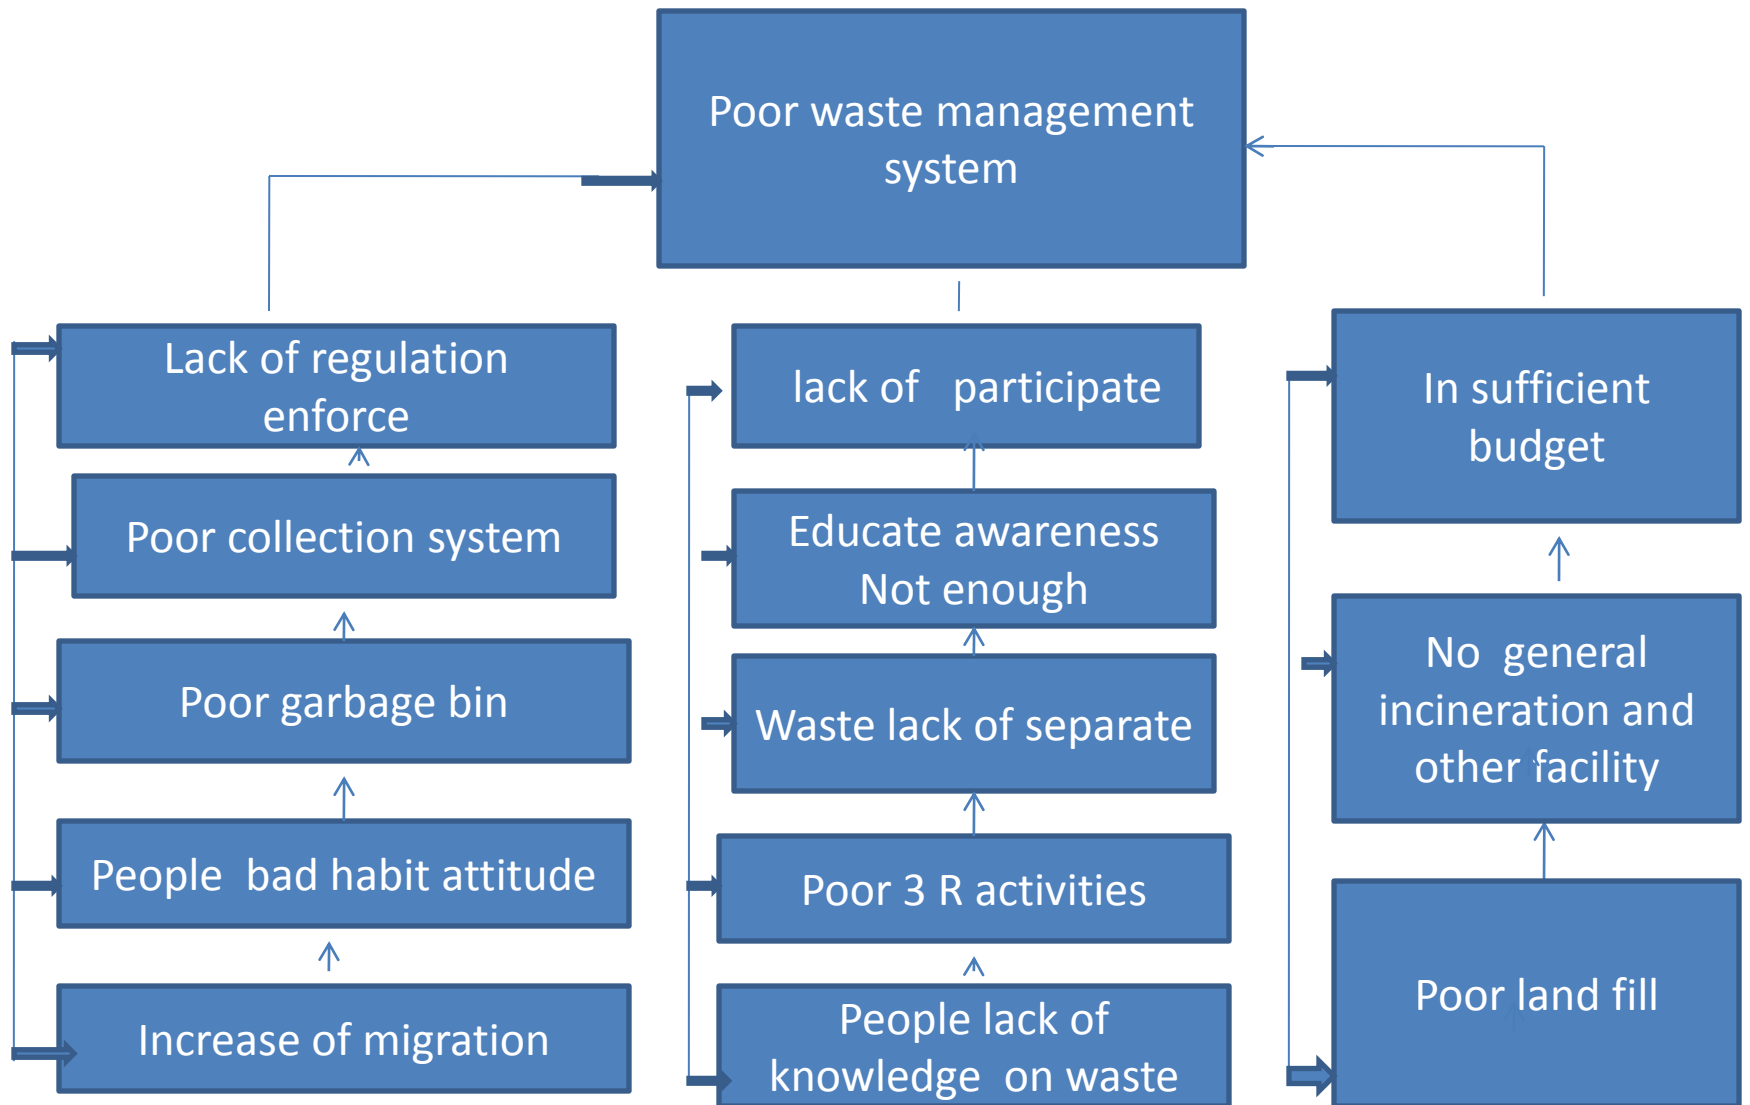 Poor waste management
system
Lack of regulation
enforce
Poor collection system
Poor garbage bin
People bad habit attitude
Increase of migration
lack of participate
Educate awareness
Not enough
Waste lack of separate
Poor 3 R activities
People lack of
knowledge on waste
In sufficient
budget
No general
incineration and
other facility
Poor land fill